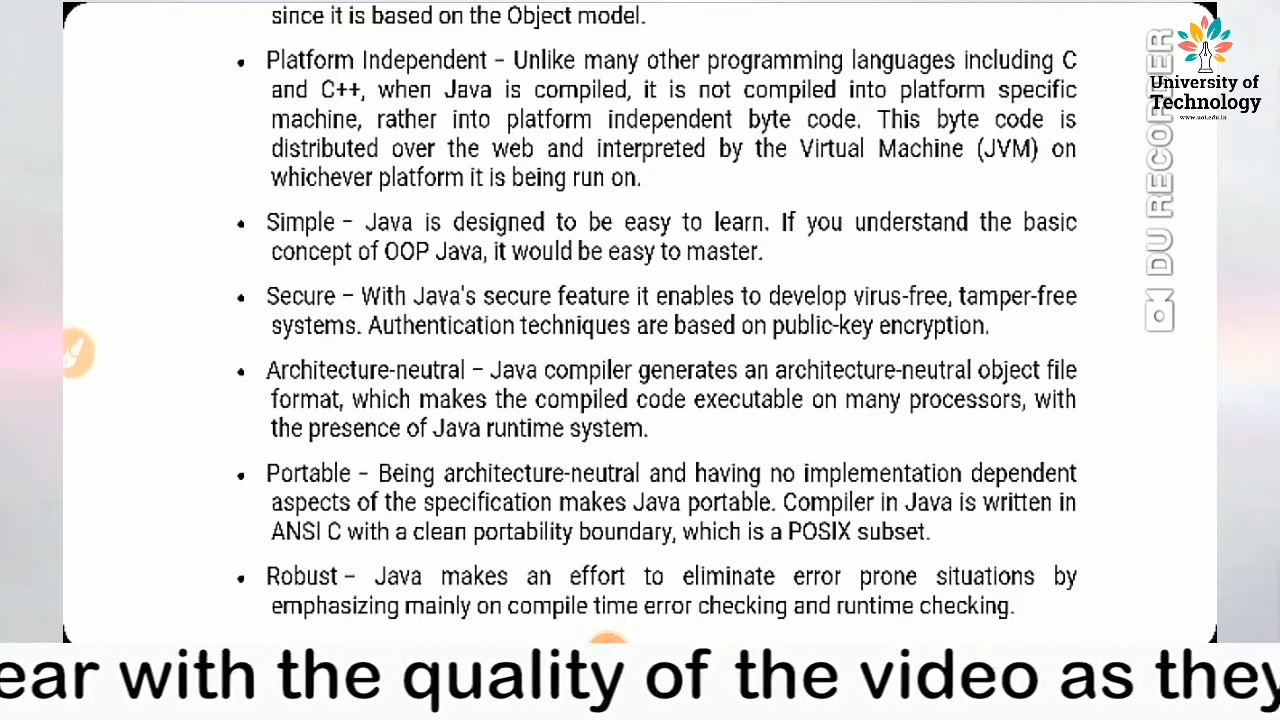 since it is based on the Object model.
• Platform Independent – Unlike many other programming languages including C
and C++, when Java is compiled, it is not compiled into platform specific
machine, rather into platform independent byte code. This byte code is
distributed over the web and interpreted by the Virtual Machine (JVM) on
whichever platform it is being run on.
• Simple – Java is designed to be easy to learn. If you understand the basic
concept of OOP Java, it would be easy to master.
• Secure – With Java's secure feature it enables to develop virus-free, tamper-free
systems. Authentication techniques are based on public-key encryption.
• Architecture-neutral – Java compiler generates an architecture-neutral object file
format, which makes the compiled code executable on many processors, with
the presence of Java runtime system.
• Portable – Being architecture-neutral and having no implementation dependent
aspects of the specification makes Java portable. Compiler in Java is written in
ANSI C with a clean portability boundary, which is a POSIX subset.
• Robust – Java makes an effort to eliminate error prone situations by
emphasizing mainly on compile time error checking and runtime checking.
University of
Technology
www.uot.edu.in
DU RECORDER
ear with the quality of the video as they